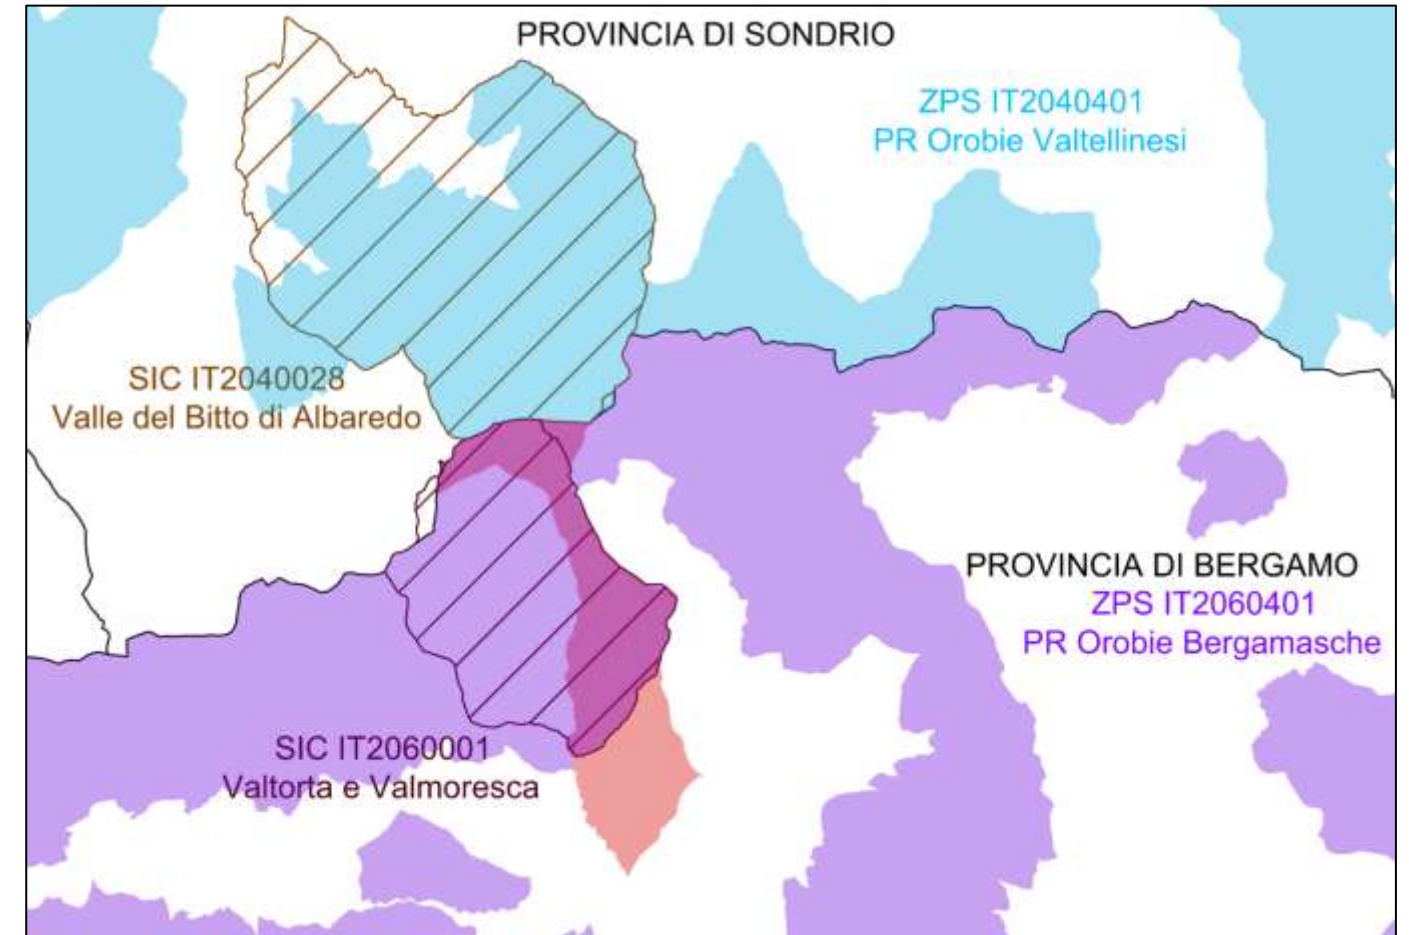 PROVINCIA DI SONDRIO
ZPS IT2040401
PR Orobie Valtellinesi
SIC IT2040028
Valle del Bitto di Albaredo
PROVINCIA DI BERGAMO
ZPS IT2060401
PR Orobie Bergamasche
SIC IT2060001
Valtorta e Valmoresca